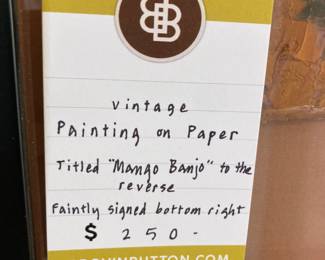 vintage
Painting on Paper
Titled "Mango Banjo" to the
reverse
Faintly signed bottom right
$ 250-